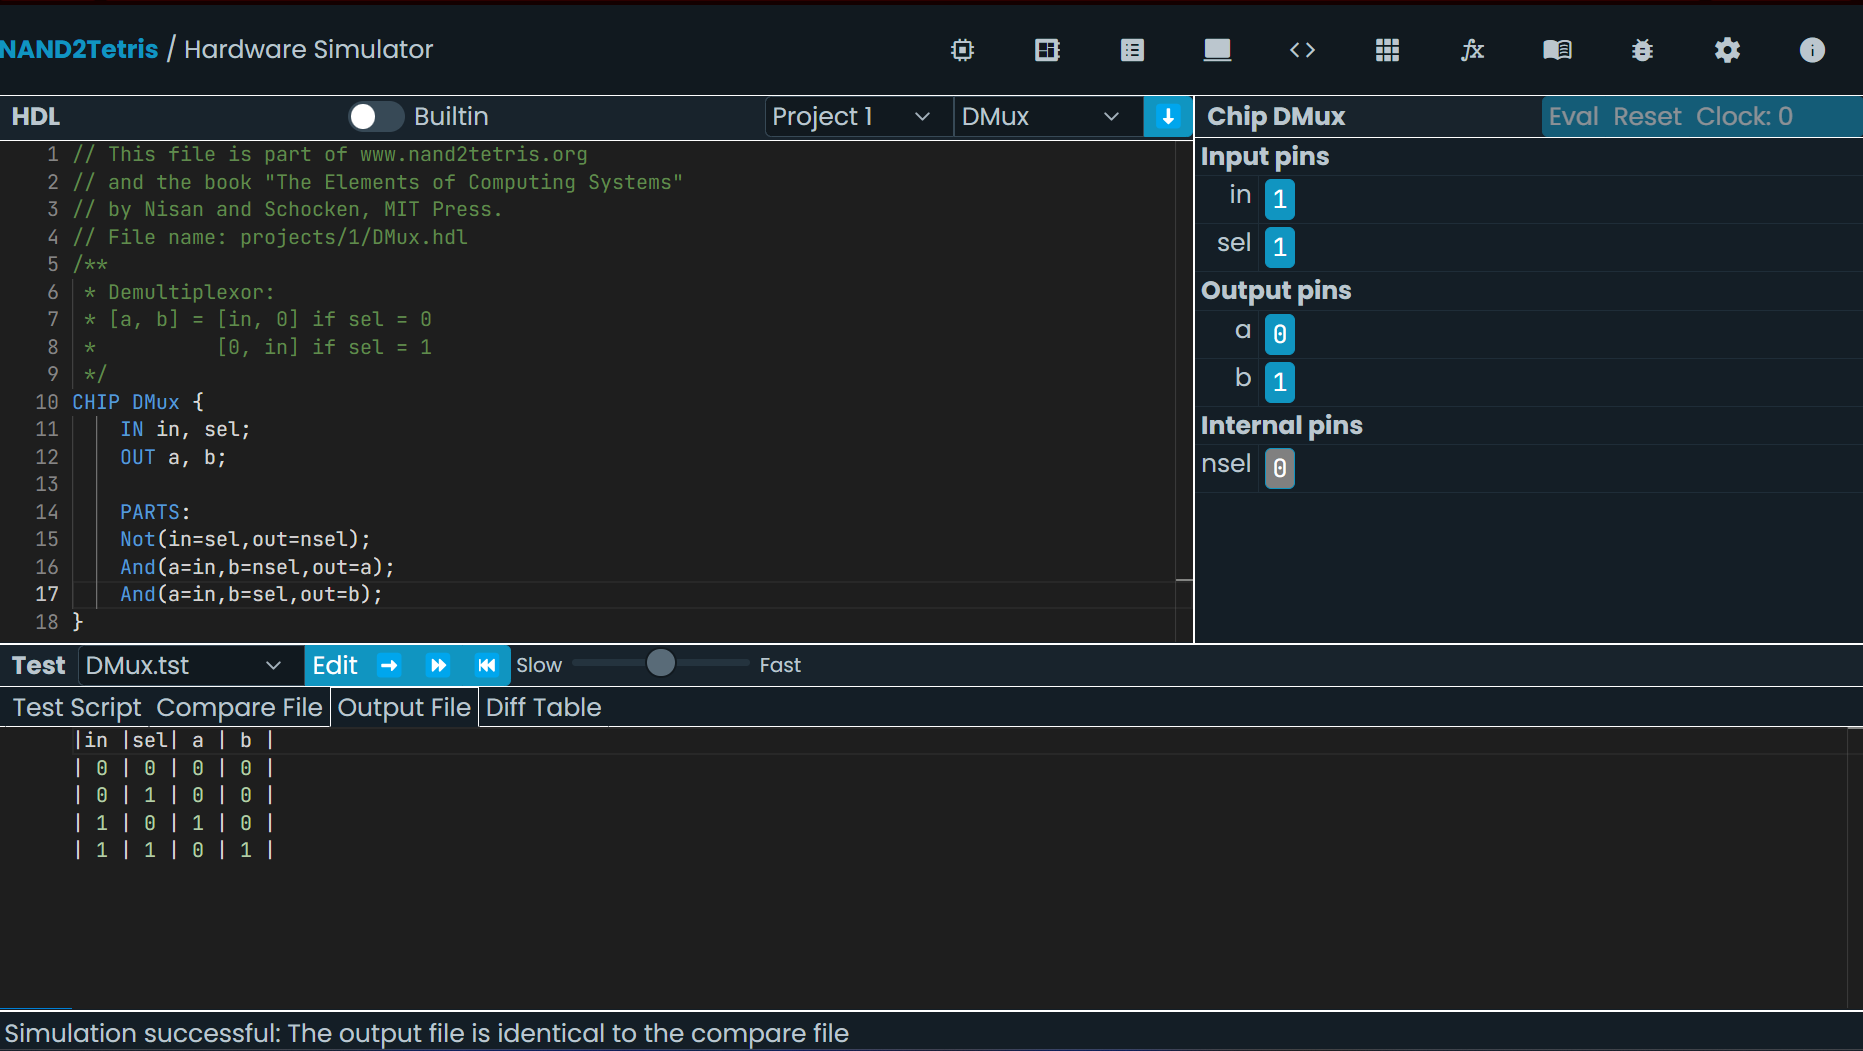 NAND2Tetris / Hardware Simulator
HDL Builtin Project 1 DMux
1 // This file is part of www.nand2tetris.org
2 // and the book "The Elements of Computing Systems"
3 // by Nisan and Schocken, MIT Press.
4 // File name: projects/1/DMux.hdl
5 /**
6  * Demultiplexor:
7  * [a, b] = [in, 0] if sel = 0
8  *          [0, in] if sel = 1
9  */
10 CHIP DMux {
11     IN in, sel;
12     OUT a, b;
13
14     PARTS:
15     Not(in=sel,out=nsel);
16     And(a=in,b=nsel,out=a);
17     And(a=in,b=sel,out=b);
18 }
Chip DMux Eval Reset Clock: 0
Input pins
in 1
sel 1
Output pins
a 0
b 1
Internal pins
nsel 0
Test DMux.tst Edit Slow Fast
Test Script Compare File Output File Diff Table
|in |sel| a | b |
| 0 | 0 | 0 | 0 |
| 0 | 1 | 0 | 0 |
| 1 | 0 | 1 | 0 |
| 1 | 1 | 0 | 1 |
Simulation successful: The output file is identical to the compare file